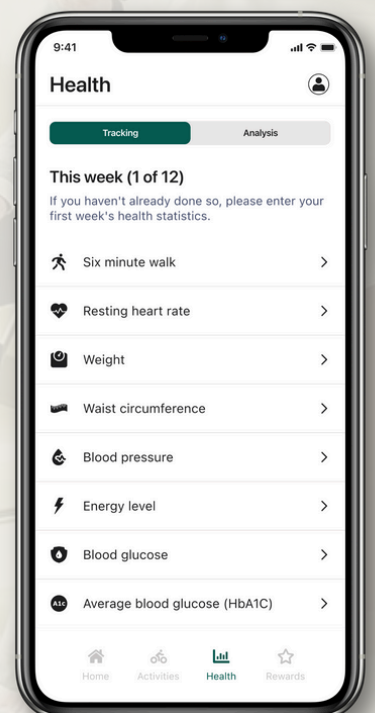 9:41
Health
Tracking
Analysis
This week (1 of 12)
If you haven't already done so, please enter your
first week's health statistics.
Six minute walk
Resting heart rate
Weight
Waist circumference
Blood pressure
Energy level
Blood glucose
A1c
Average blood glucose (HbA1C)
Home
Activities
Health
Rewards